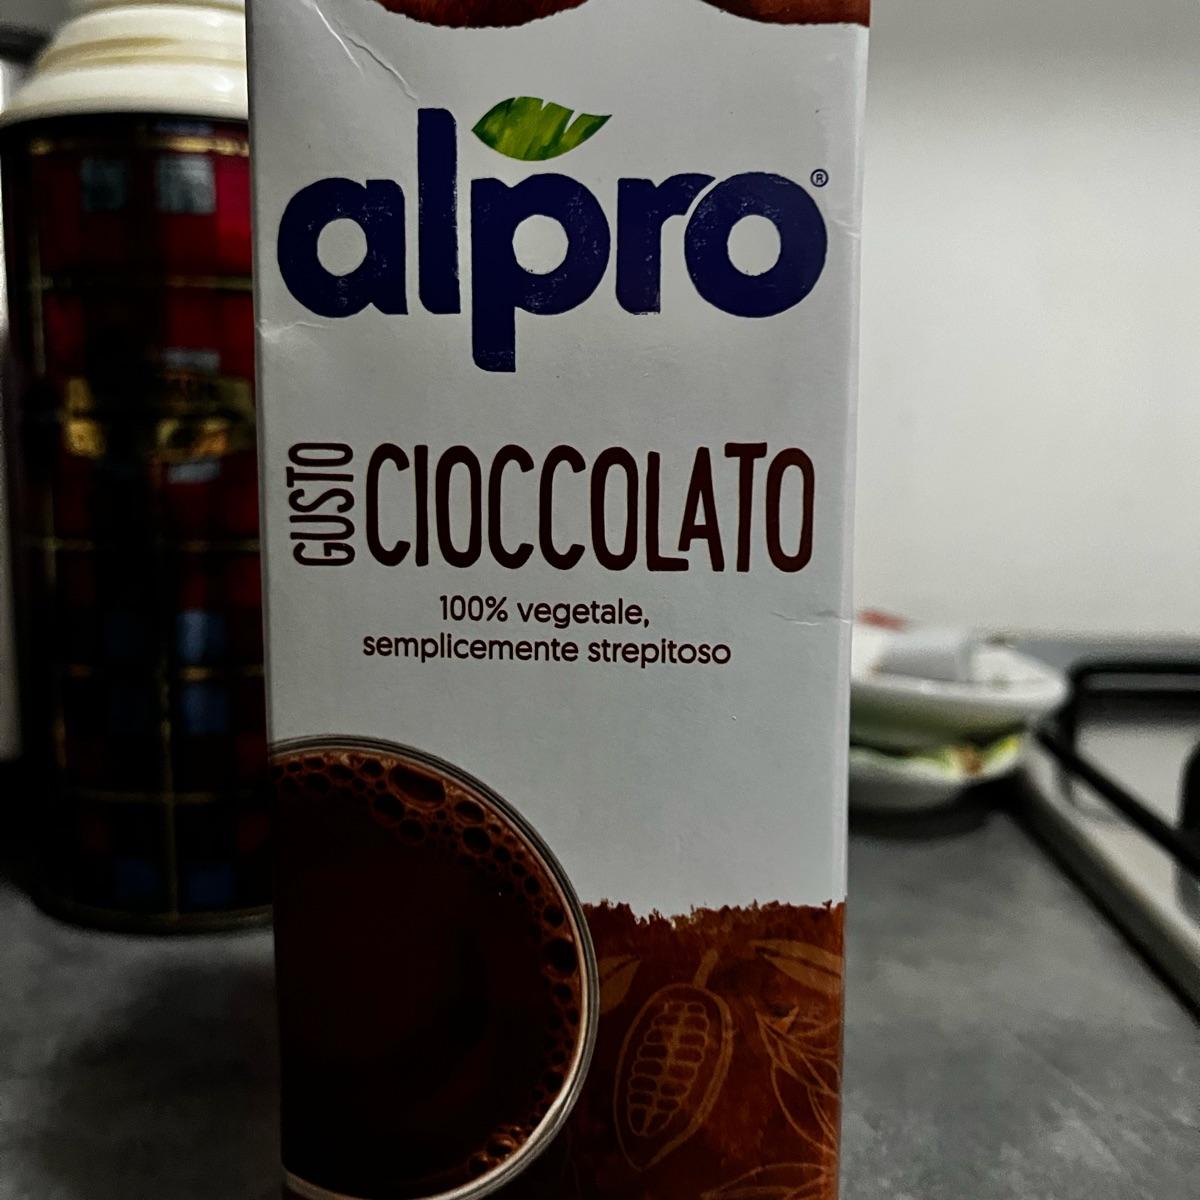 alpro®
GUSTO CIOCCOLATO
100% vegetale,
semplicemente strepitoso